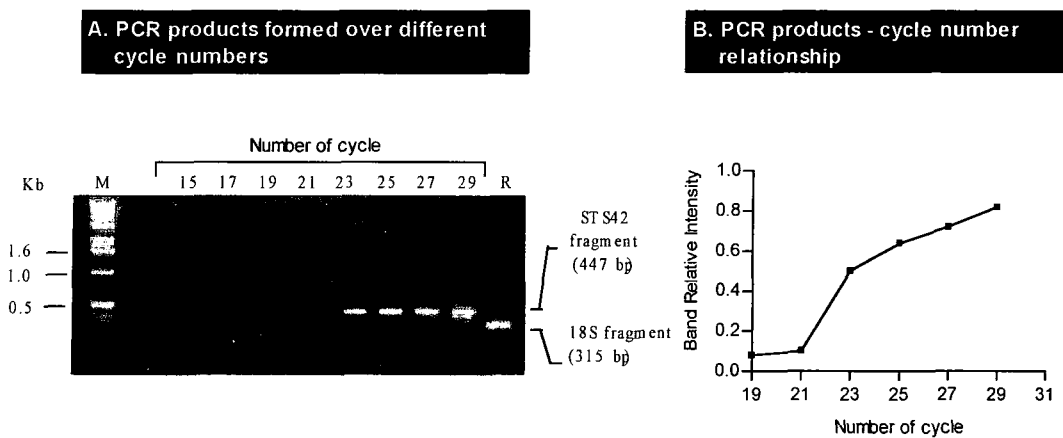 A. PCR products formed over different
cycle numbers
B. PCR products - cycle number
relationship
Number of cycle
Kb M 15 17 19 21 23 25 27 29 R
1.6
1.0
0.5
STS42
fragment
(447 bp)
18S fragment
(315 bp)
Band Relative Intensity
1.0
0.8
0.6
0.4
0.2
0.0
19 21 23 25 27 29 31
Number of cycle